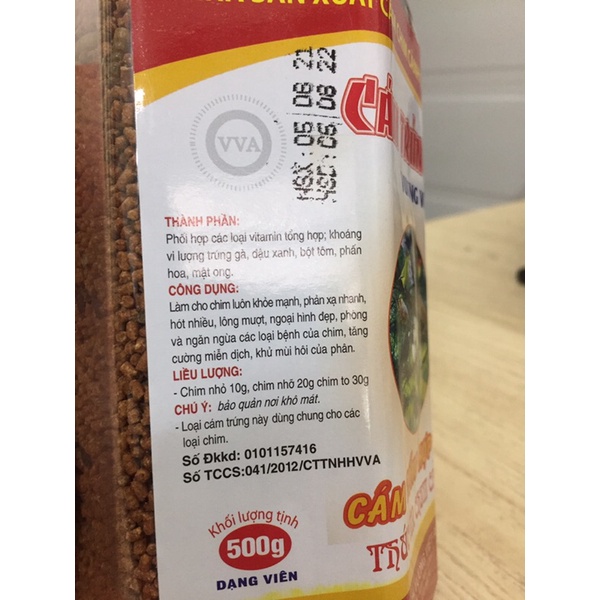 SẢN XUẤT
NSX: 05 08 21
HSD: 05 08 22
VVA
THÀNH PHẦN:
Phối hợp các loại vitamin tổng hợp; khoáng
vi lượng trứng gà, đậu xanh, bột tôm, phấn
hoa, mật ong.
CÔNG DỤNG:
Làm cho chim luôn khỏe mạnh, phản xạ nhanh,
hót nhiều, lông mượt, ngoại hình đẹp, phòng
và ngăn ngừa các loại bệnh của chim, tăng
cường miễn dịch, khử mùi hôi của phân.
LIỀU LƯỢNG:
- Chim nhỏ 10g, chim nhỡ 20g chim to 30g
CHÚ Ý: bảo quản nơi khô mát.
- Loại cám trứng này dùng chung cho các
loại chim.
Số Đkkd: 0101157416
Số TCCS:041/2012/CTTNHHVVA
Khối lượng tịnh
500g
DẠNG VIÊN
CÁM